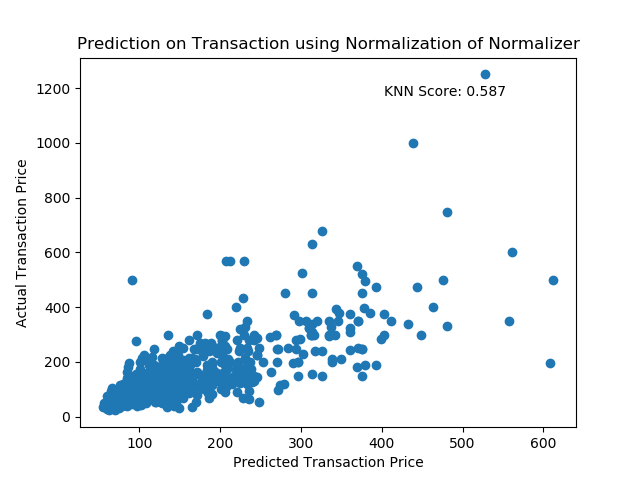 Prediction on Transaction using Normalization of Normalizer
KNN Score: 0.587
Actual Transaction Price
1200
1000
800
600
400
200
0
100 200 300 400 500 600
Predicted Transaction Price